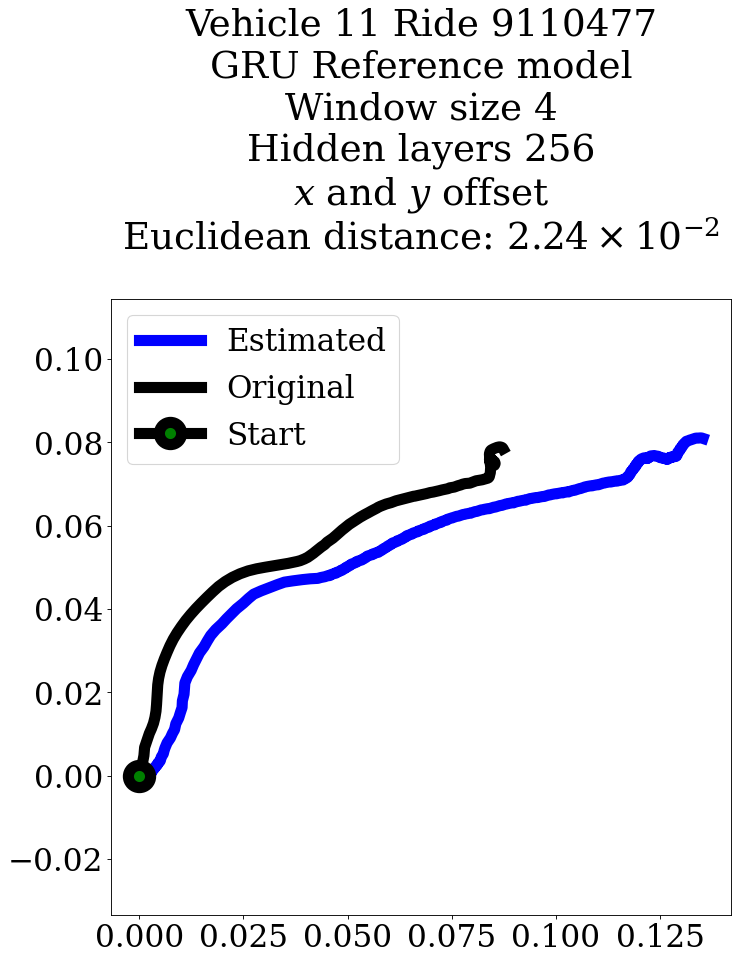 Vehicle 11 Ride 9110477
GRU Reference model
Window size 4
Hidden layers 256
x and y offset
Euclidean distance: 2.24 × 10⁻²
Estimated
Original
Start
0.10
0.08
0.06
0.04
0.02
0.00
−0.02
0.000 0.025 0.050 0.075 0.100 0.125